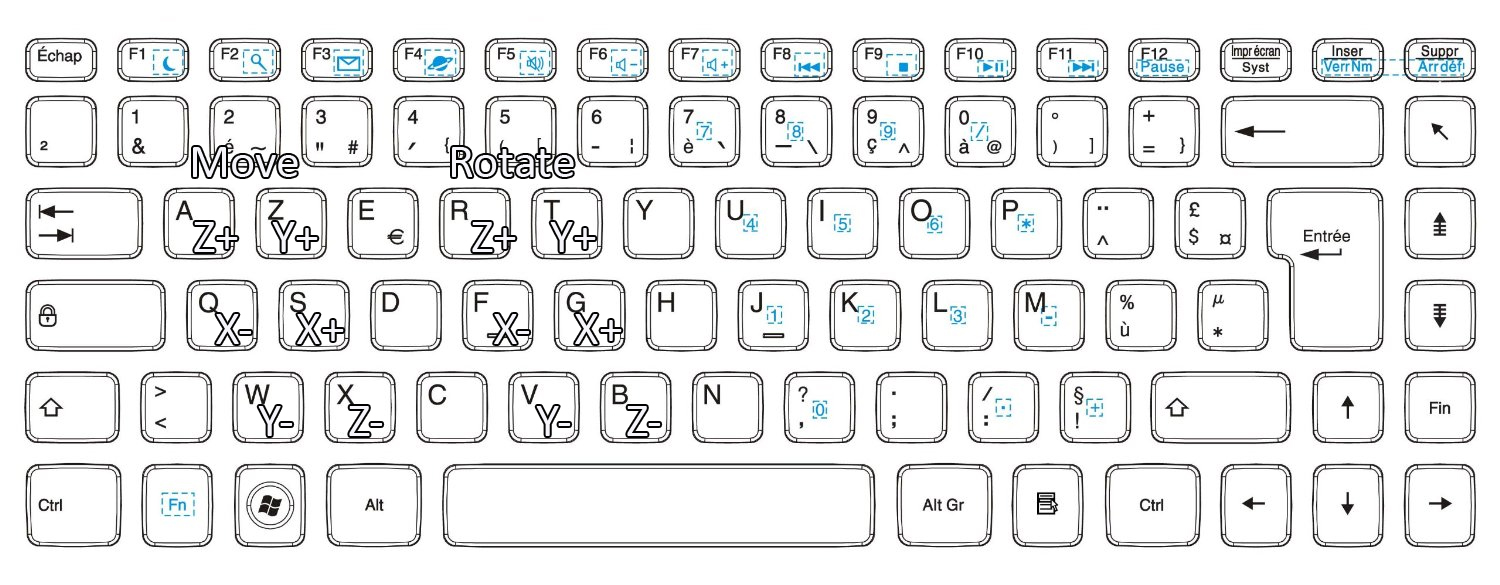 Échap F1 F2 F3 F4 F5 F6 F7 F8 F9 F10 F11 F12 Impr écran Inser Suppr
Pause Syst VerrNm Arrdéf
1 2 3 4 5 6 7 7 8 8 9 9 0 / ° +
² & é ~ " # ' { ( [ - ¦ è ` _ \ ç ^ à @ ) ] = }
Move Rotate
A Z E R T Y U I O P ¨ £
Z+ Y+ € Z+ Y+ 4 5 6 * ^ $ ¤
Entrée
Q S D F G H J K L M % µ
X- X+ X- X+ 1 2 3 - ù *
> W X C V B N ? . / §
< Y- Z- Y- Z- , 0 ; : . ! + Fin
Ctrl Fn Alt Alt Gr Ctrl